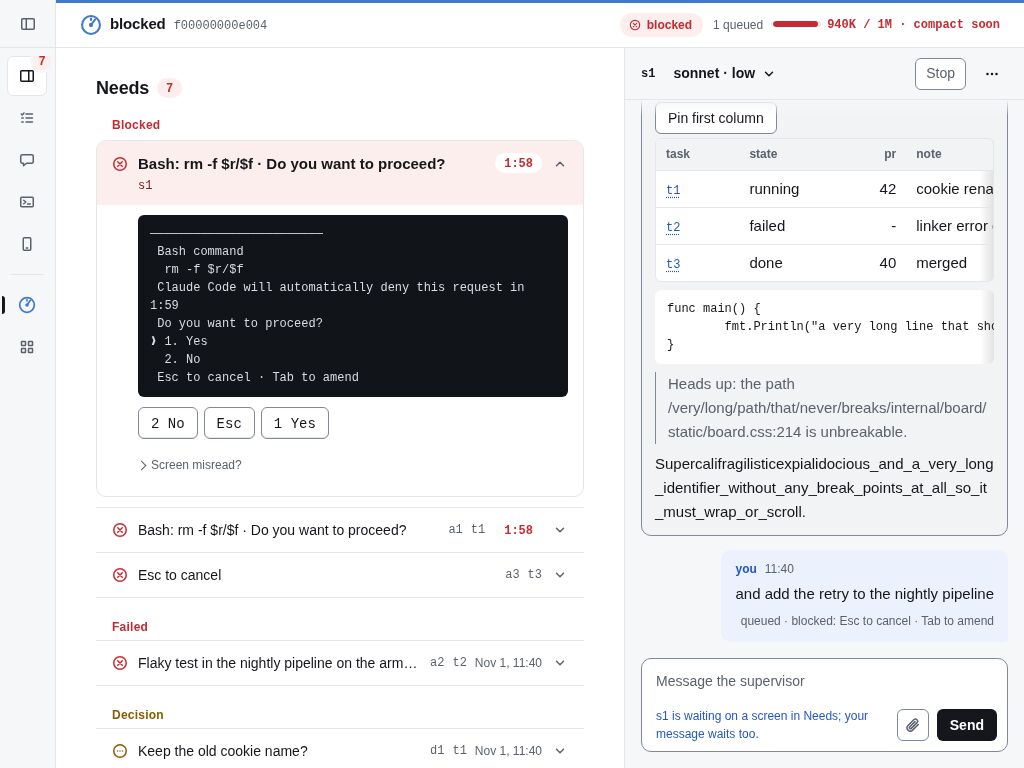 blocked f00000000e004
blocked 1 queued 940K / 1M · compact soon
7
Needs 7
Blocked
Bash: rm -f $r/$f · Do you want to proceed? 1:58
s1
Bash command
rm -f $r/$f
Claude Code will automatically deny this request in
1:59
Do you want to proceed?
❯ 1. Yes
2. No
Esc to cancel · Tab to amend
2 No Esc 1 Yes
Screen misread?
Bash: rm -f $r/$f · Do you want to proceed? a1 t1 1:58
Esc to cancel a3 t3
Failed
Flaky test in the nightly pipeline on the arm… a2 t2 Nov 1, 11:40
Decision
Keep the old cookie name? d1 t1 Nov 1, 11:40
s1 sonnet · low Stop
Pin first column
task state pr note
t1 running 42 cookie rena
t2 failed - linker error
t3 done 40 merged
func main() {
fmt.Println("a very long line that sho
}
Heads up: the path
/very/long/path/that/never/breaks/internal/board/
static/board.css:214 is unbreakable.
Supercalifragilisticexpialidocious_and_a_very_long
_identifier_without_any_break_points_at_all_so_it
_must_wrap_or_scroll.
you 11:40
and add the retry to the nightly pipeline
queued · blocked: Esc to cancel · Tab to amend
Message the supervisor
s1 is waiting on a screen in Needs; your
message waits too.
Send